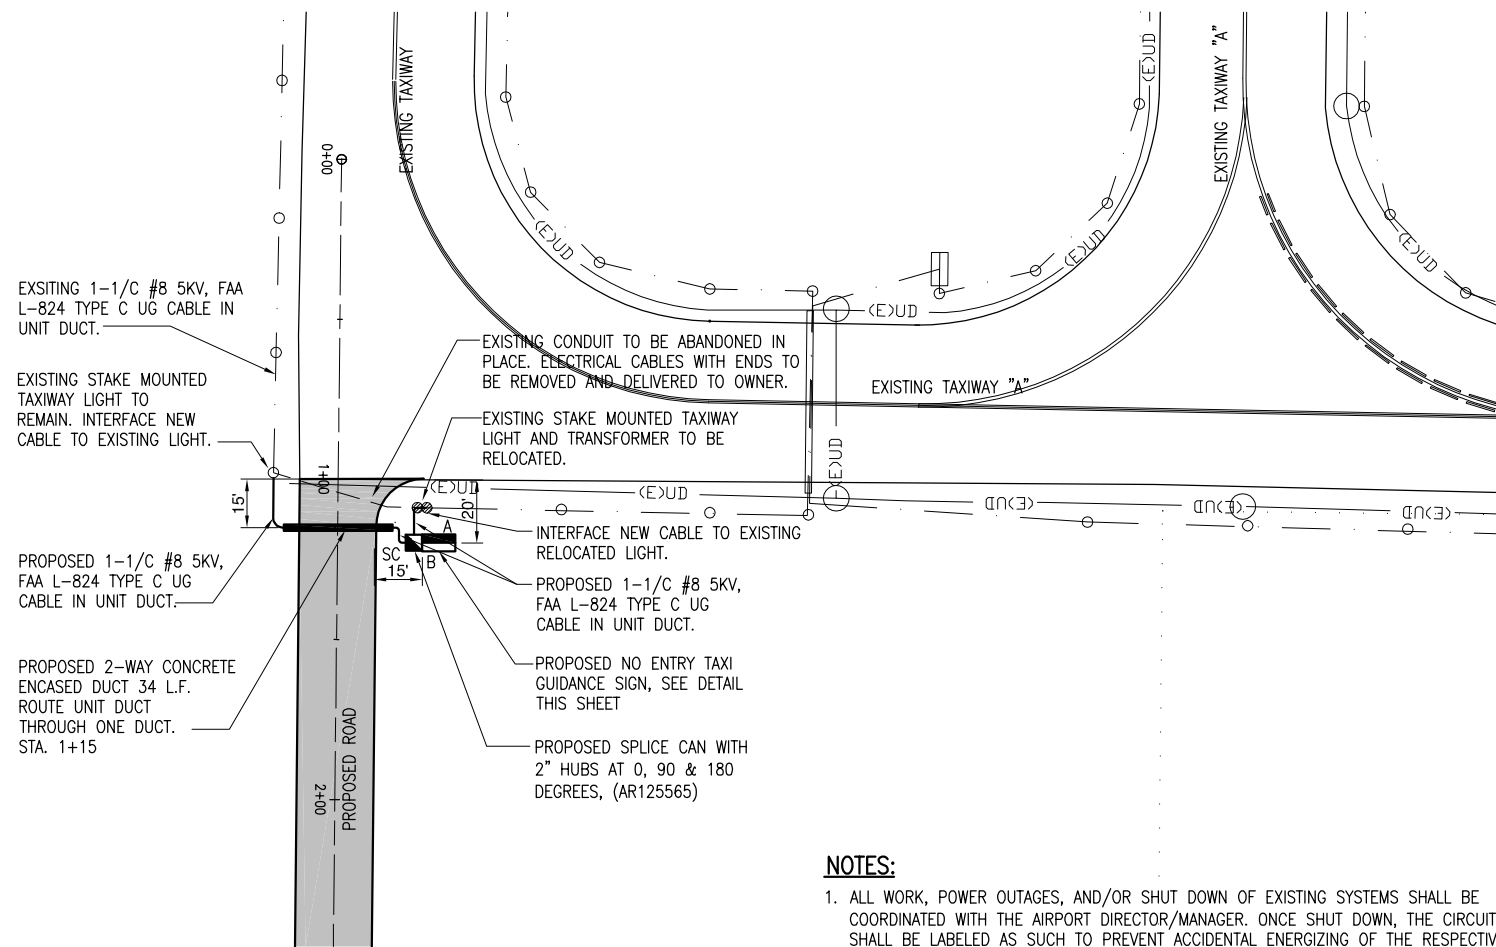 EXISTING TAXIWAY
(E)UD
EXISTING TAXIWAY "A"
0+00
(E)UD
(E)UD
(E)UD
EXSITING 1-1/C #8 5KV, FAA
L-824 TYPE C UG CABLE IN
UNIT DUCT.
(E)UD
EXISTING CONDUIT TO BE ABANDONED IN
PLACE. ELECTRICAL CABLES WITH ENDS TO
BE REMOVED AND DELIVERED TO OWNER.
EXISTING STAKE MOUNTED
TAXIWAY LIGHT TO
REMAIN. INTERFACE NEW
CABLE TO EXISTING LIGHT.
EXISTING TAXIWAY "A"
EXISTING STAKE MOUNTED TAXIWAY
LIGHT AND TRANSFORMER TO BE
RELOCATED.
(E)UD
1+00
15'
(E)UD
20'
(E)UD
(E)UD
(E)UD
(E)UD
A
INTERFACE NEW CABLE TO EXISTING
RELOCATED LIGHT.
SC
B
15'
PROPOSED 1-1/C #8 5KV,
FAA L-824 TYPE C UG
CABLE IN UNIT DUCT.
PROPOSED 1-1/C #8 5KV,
FAA L-824 TYPE C UG
CABLE IN UNIT DUCT.
PROPOSED 2-WAY CONCRETE
ENCASED DUCT 34 L.F.
ROUTE UNIT DUCT
THROUGH ONE DUCT.
STA. 1+15
PROPOSED NO ENTRY TAXI
GUIDANCE SIGN, SEE DETAIL
THIS SHEET
PROPOSED ROAD
2+00
PROPOSED SPLICE CAN WITH
2" HUBS AT 0, 90 & 180
DEGREES, (AR125565)
NOTES:
1. ALL WORK, POWER OUTAGES, AND/OR SHUT DOWN OF EXISTING SYSTEMS SHALL BE
COORDINATED WITH THE AIRPORT DIRECTOR/MANAGER. ONCE SHUT DOWN, THE CIRCUIT
SHALL BE LABELED AS SUCH TO PREVENT ACCIDENTAL ENERGIZING OF THE RESPECTIV